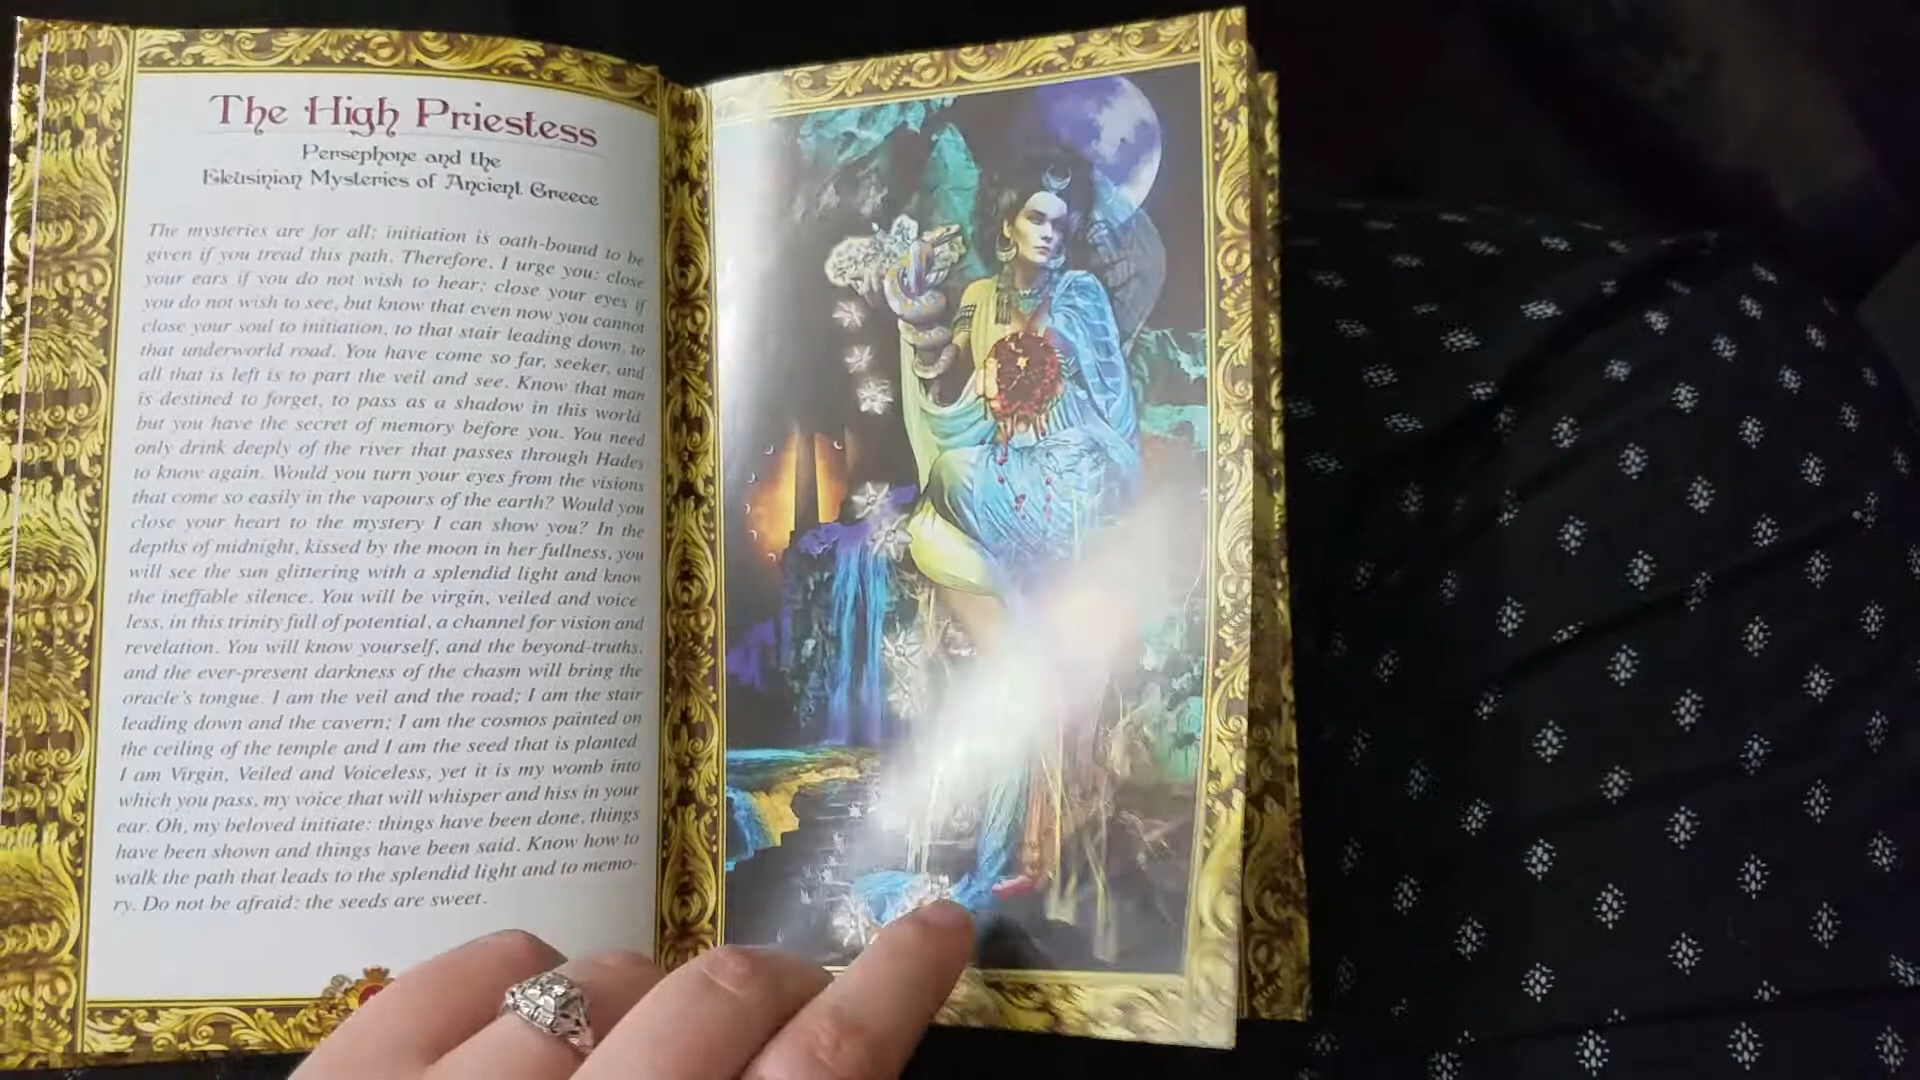 The High Priestess
Persephone and the
Eleusinian Mysteries of Ancient Greece
The mysteries are for all; initiation is oath-bound to be
given if you tread this path. Therefore, I urge you: close
your ears if you do not wish to hear; close your eyes if
you do not wish to see, but know that even now you cannot
close your soul to initiation, to that stair leading down, to
that underworld road. You have come so far, seeker, and
all that is left is to part the veil and see. Know that man
is destined to forget, to pass as a shadow in this world
but you have the secret of memory before you. You need
only drink deeply of the river that passes through Hades
to know again. Would you turn your eyes from the visions
that come so easily in the vapours of the earth? Would you
close your heart to the mystery I can show you? In the
depths of midnight, kissed by the moon in her fullness, you
will see the sun glittering with a splendid light and know
the ineffable silence. You will be virgin, veiled and voice
less, in this trinity full of potential, a channel for vision and
revelation. You will know yourself, and the beyond-truths,
and the ever-present darkness of the chasm will bring the
oracle's tongue. I am the veil and the road; I am the stair
leading down and the cavern; I am the cosmos painted on
the ceiling of the temple and I am the seed that is planted
I am Virgin, Veiled and Voiceless, yet it is my womb into
which you pass, my voice that will whisper and hiss in your
ear. Oh, my beloved initiate: things have been done, things
have been shown and things have been said. Know how to
walk the path that leads to the splendid light and to memo-
ry. Do not be afraid: the seeds are sweet.